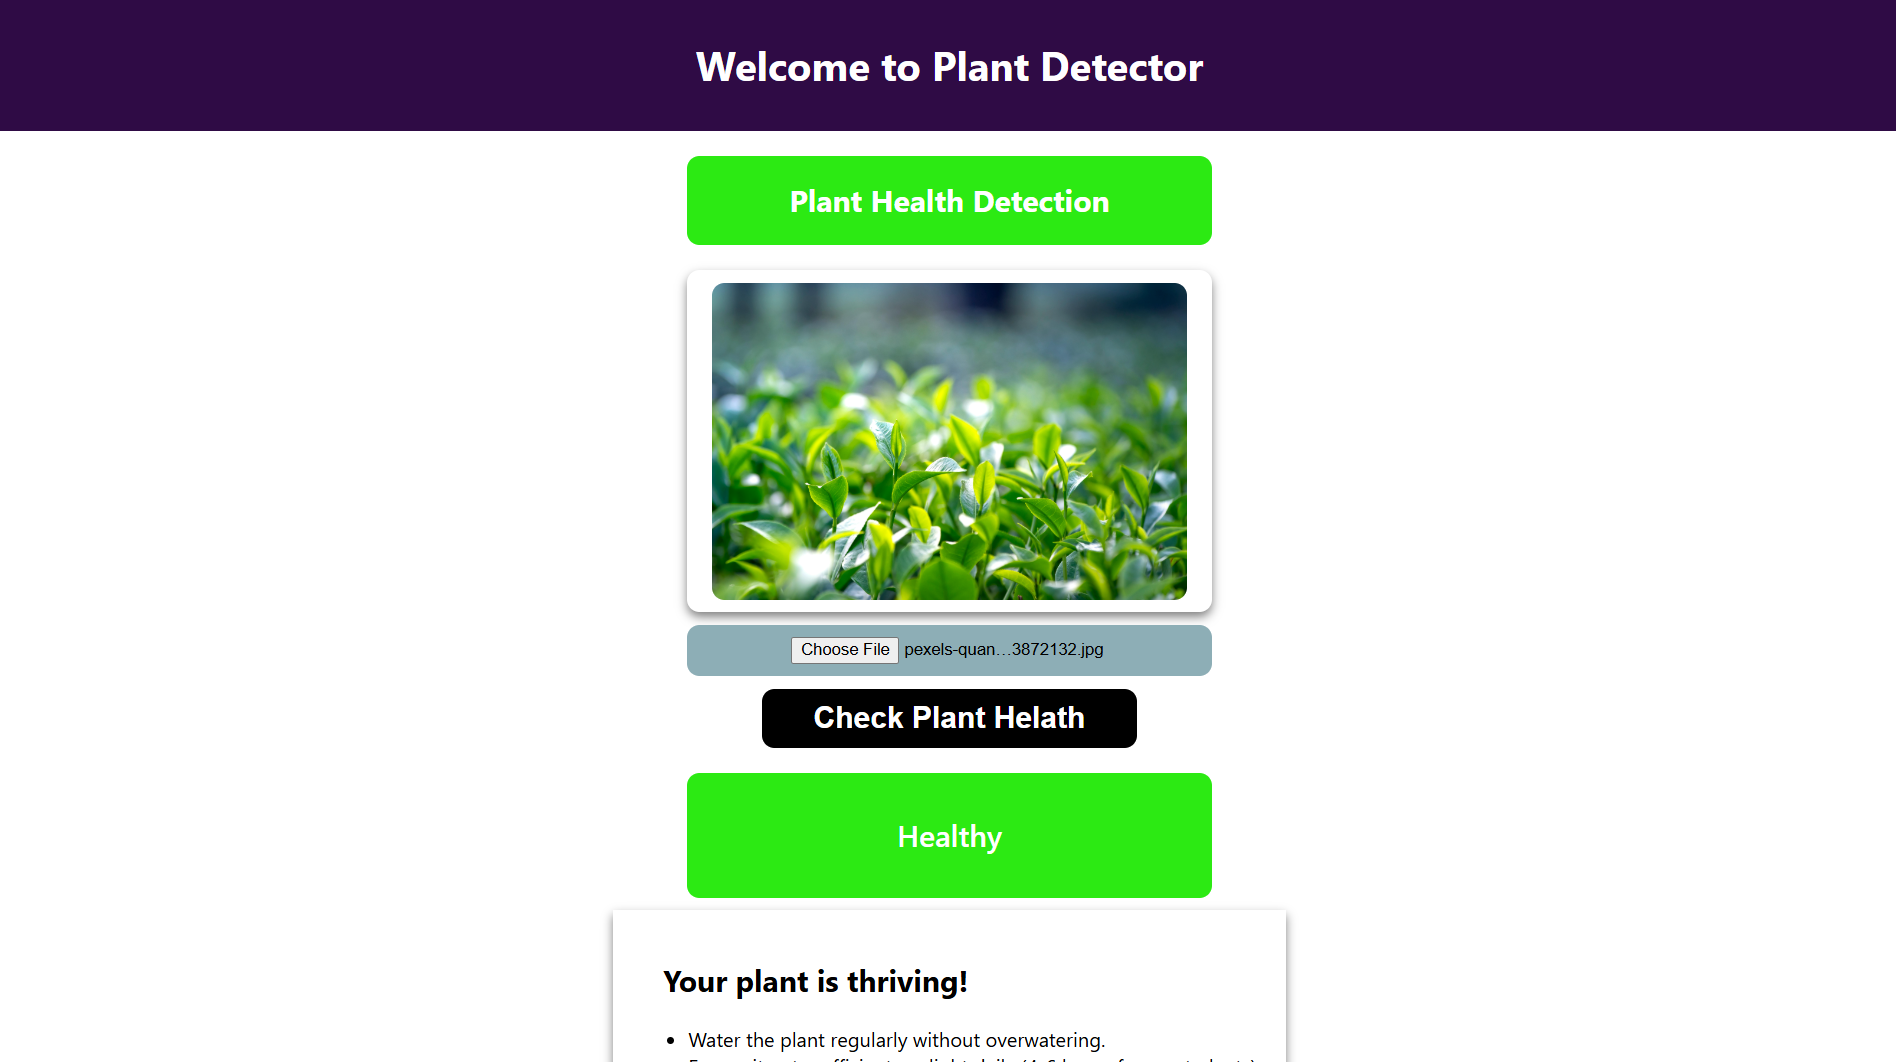 Welcome to Plant Detector
Plant Health Detection
Choose File pexels-quan...3872132.jpg
Check Plant Helath
Healthy
Your plant is thriving!
Water the plant regularly without overwatering.